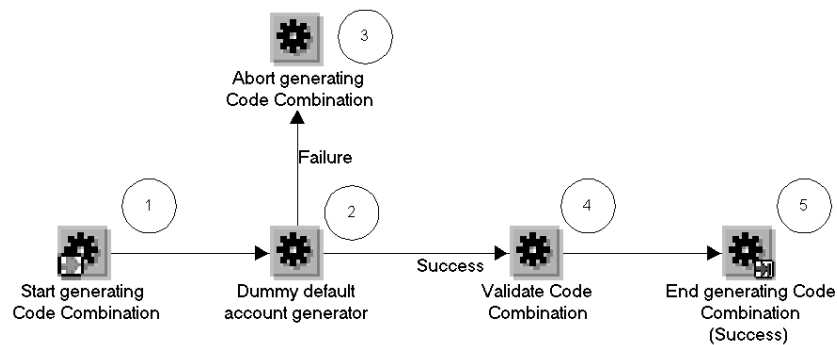 3
Abort generating
Code Combination
Failure
1
2
4
5
Success
Start generating
Code Combination
Dummy default
account generator
Validate Code
Combination
End generating Code
Combination
(Success)